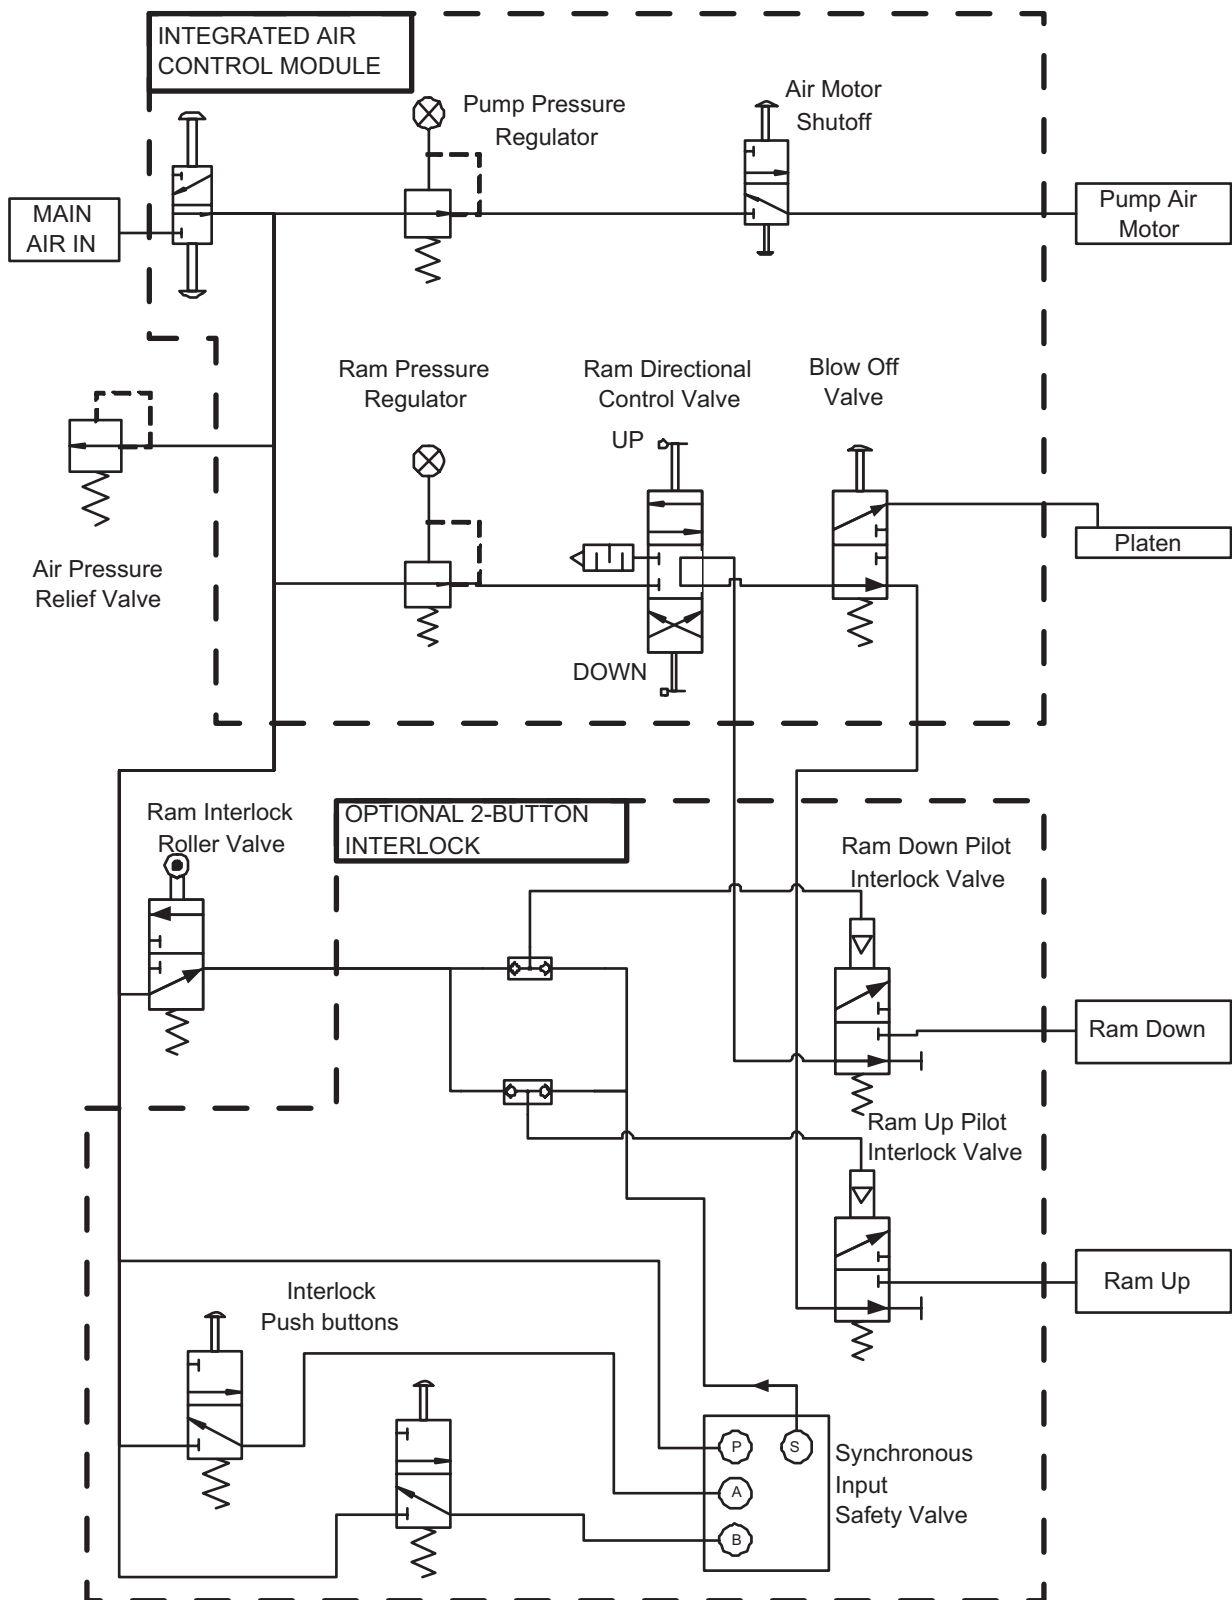 INTEGRATED AIR
CONTROL MODULE
Pump Pressure
Regulator
Air Motor
Shutoff
MAIN
AIR IN
Pump Air
Motor
Ram Pressure
Regulator
Ram Directional
Control Valve
Blow Off
Valve
UP
Platen
Air Pressure
Relief Valve
DOWN
Ram Interlock
Roller Valve
OPTIONAL 2-BUTTON
INTERLOCK
Ram Down Pilot
Interlock Valve
Ram Down
Ram Up Pilot
Interlock Valve
Ram Up
Interlock
Push buttons
P
S
A
B
Synchronous
Input
Safety Valve